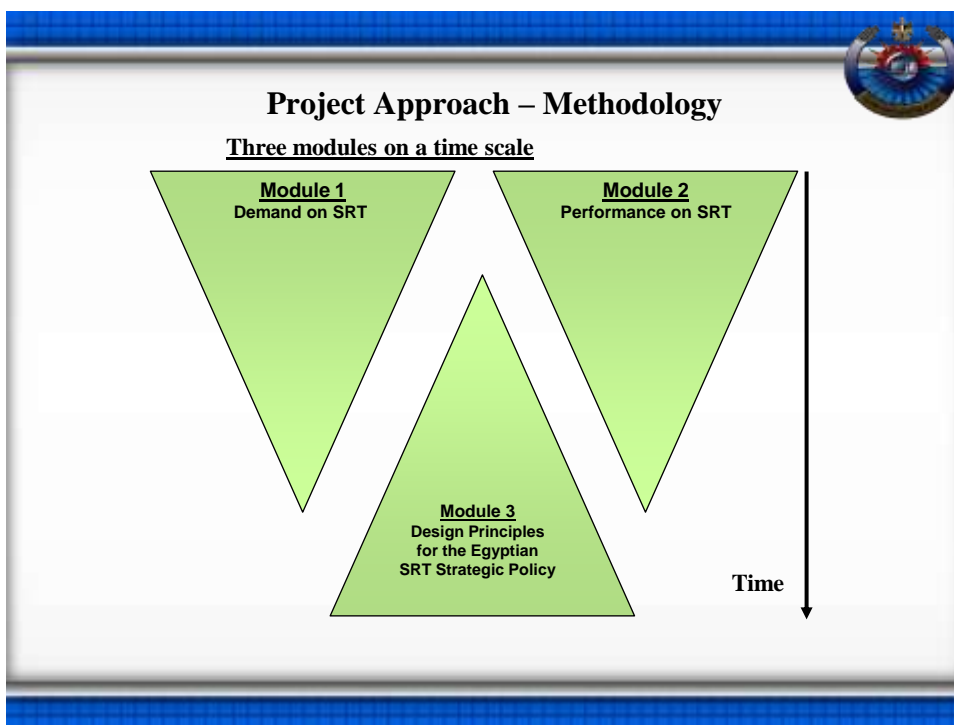 Project Approach – Methodology
Three modules on a time scale
Module 1
Demand on SRT
Module 2
Performance on SRT
Module 3
Design Principles
for the Egyptian
SRT Strategic Policy
Time